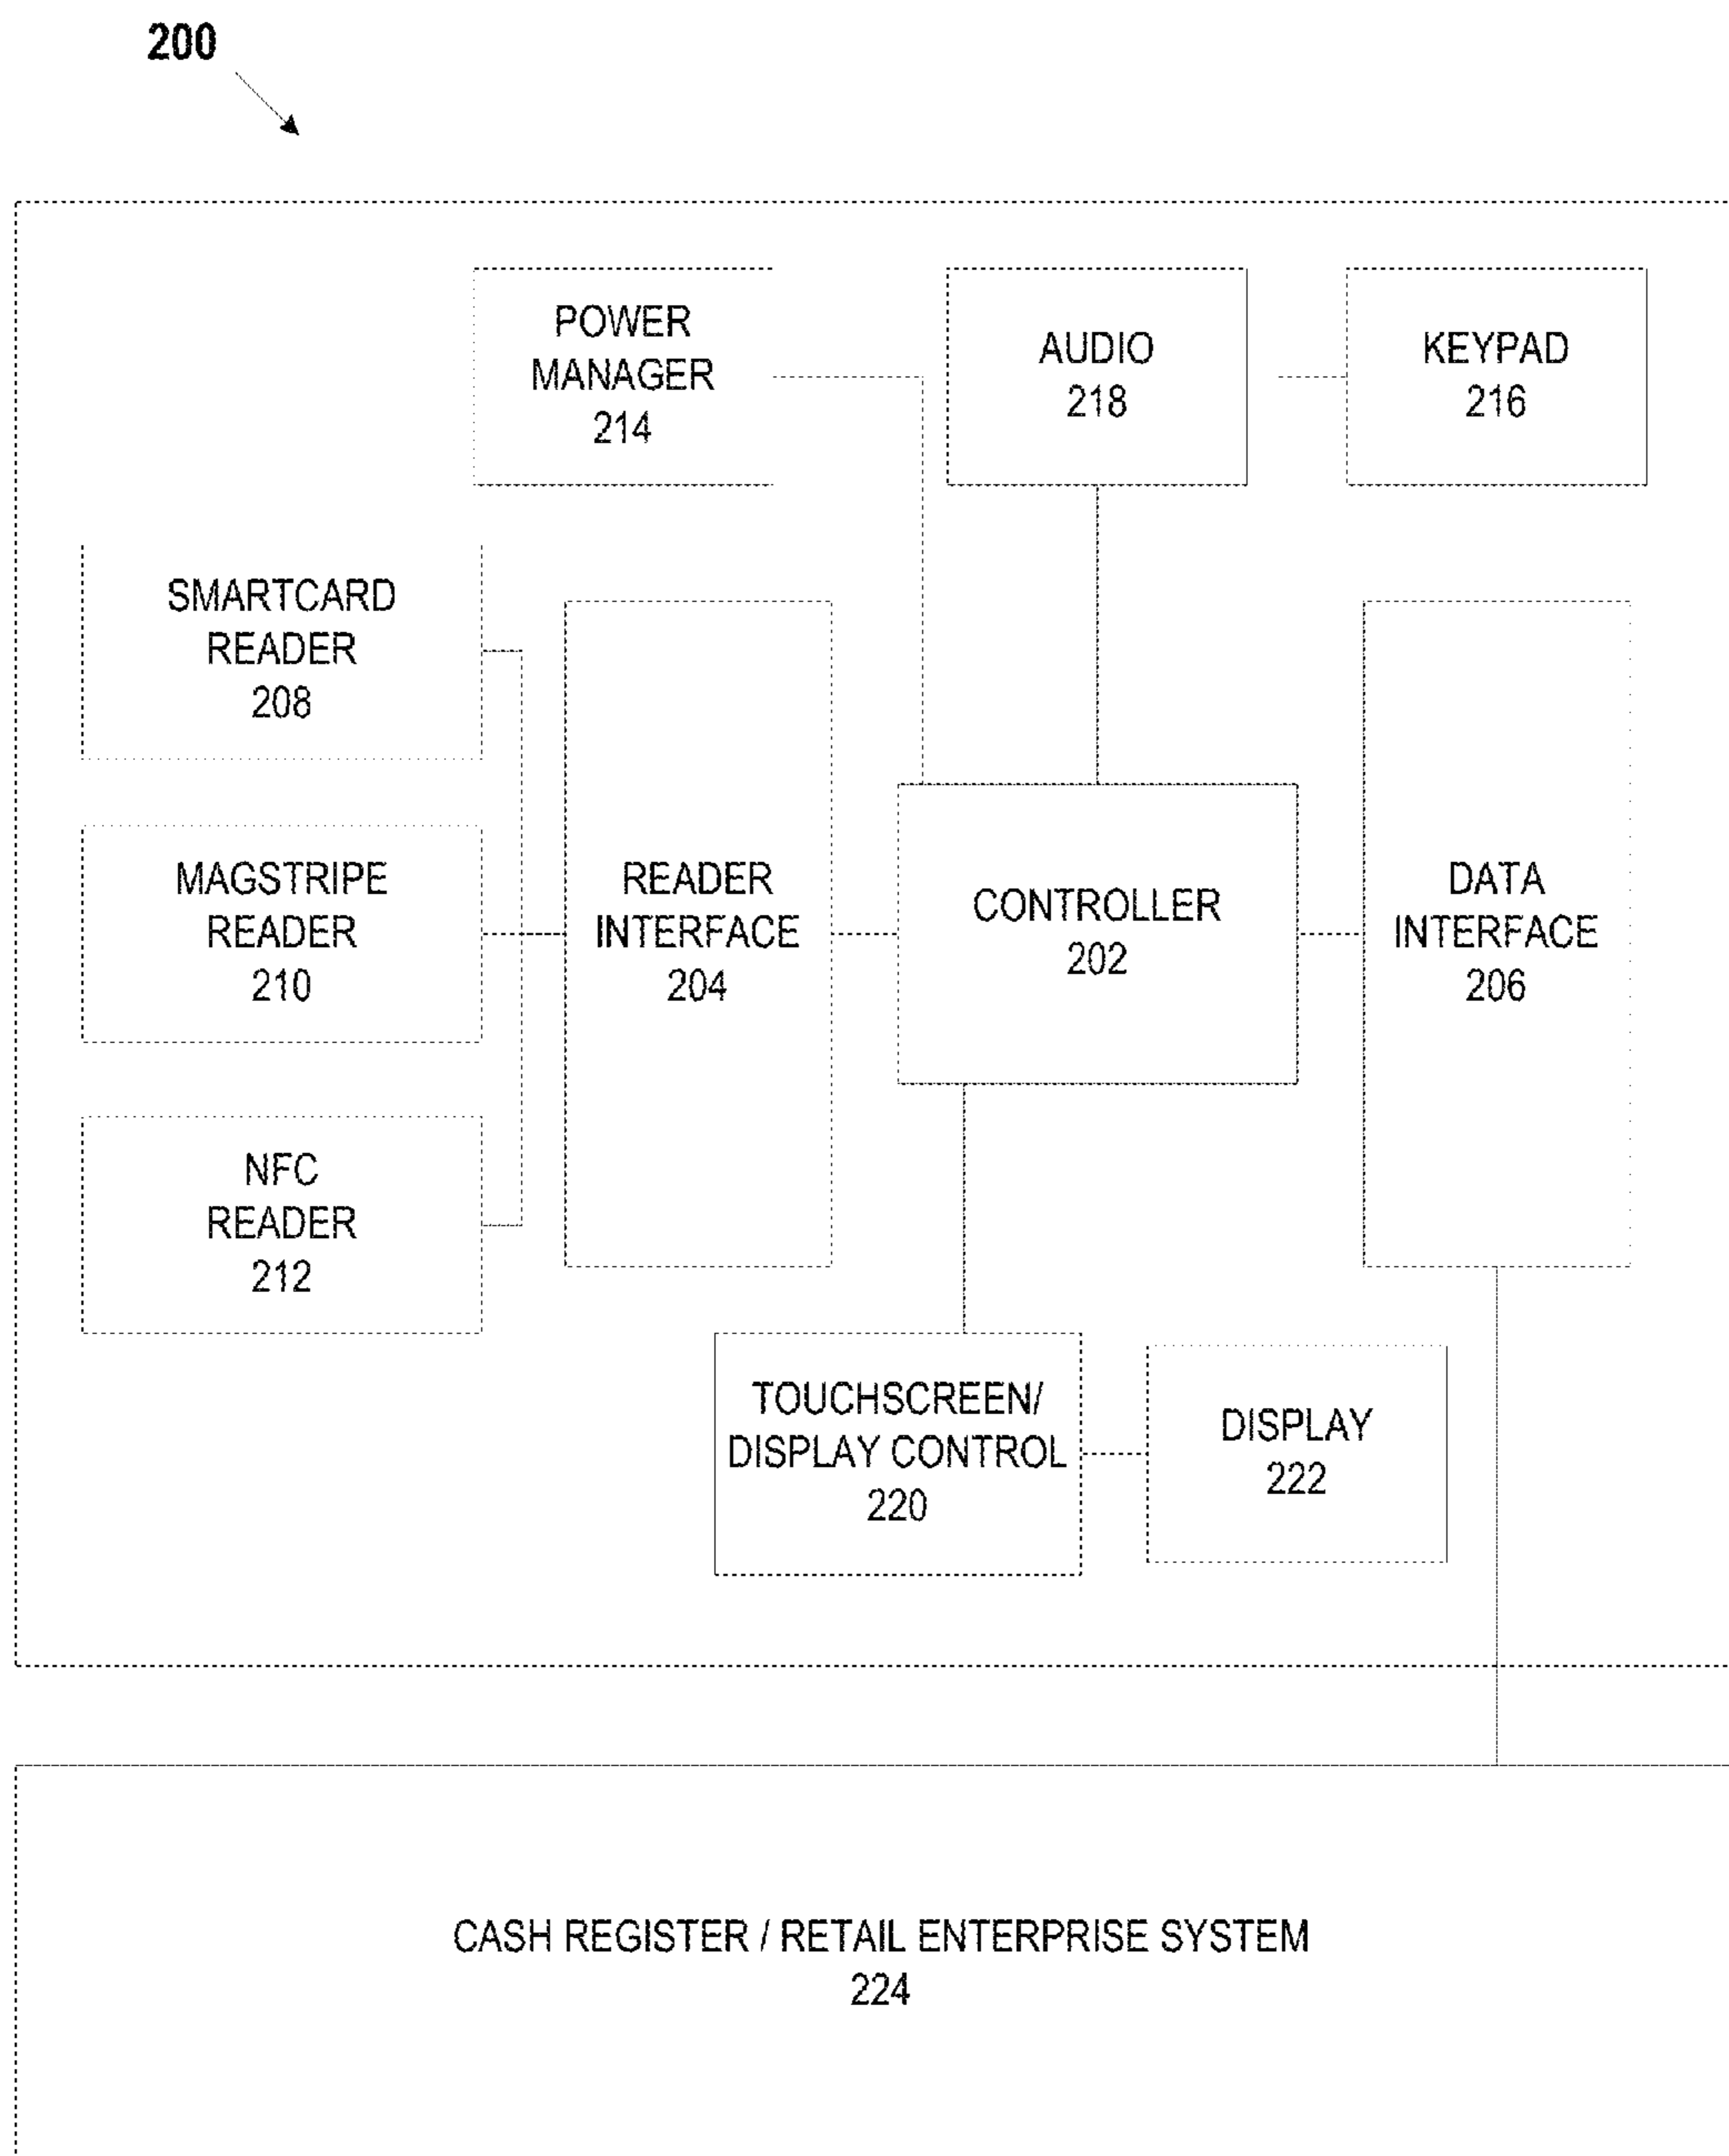 200
POWER
MANAGER
214
AUDIO
218
KEYPAD
216
SMARTCARD
READER
208
MAGSTRIPE
READER
210
NFC
READER
212
READER
INTERFACE
204
CONTROLLER
202
DATA
INTERFACE
206
TOUCHSCREEN/
DISPLAY CONTROL
220
DISPLAY
222
CASH REGISTER / RETAIL ENTERPRISE SYSTEM
224